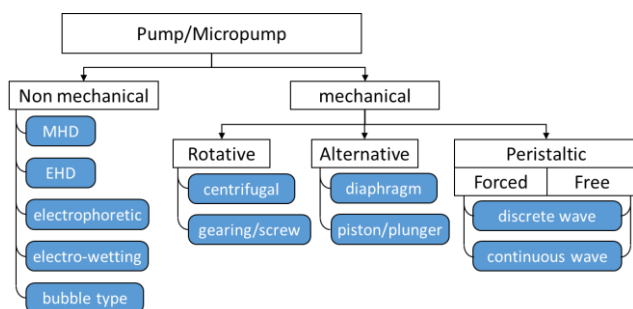 Pump/Micropump
Non mechanical
mechanical
MHD
EHD
electrophoretic
electro-wetting
bubble type
Rotative
centrifugal
gearing/screw
Alternative
diaphragm
piston/plunger
Peristaltic
Forced
Free
discrete wave
continuous wave